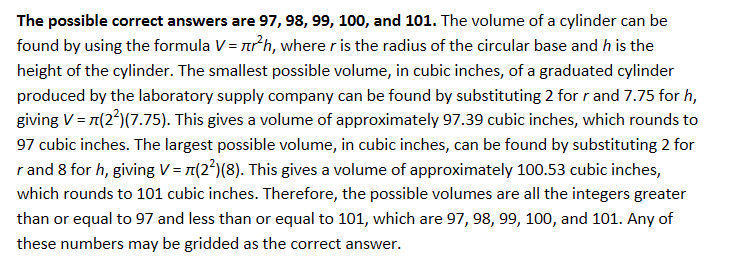 The possible correct answers are 97, 98, 99, 100, and 101. The volume of a cylinder can be
found by using the formula V = πr²h, where r is the radius of the circular base and h is the
height of the cylinder. The smallest possible volume, in cubic inches, of a graduated cylinder
produced by the laboratory supply company can be found by substituting 2 for r and 7.75 for h,
giving V = π(2²)(7.75). This gives a volume of approximately 97.39 cubic inches, which rounds to
97 cubic inches. The largest possible volume, in cubic inches, can be found by substituting 2 for
r and 8 for h, giving V = π(2²)(8). This gives a volume of approximately 100.53 cubic inches,
which rounds to 101 cubic inches. Therefore, the possible volumes are all the integers greater
than or equal to 97 and less than or equal to 101, which are 97, 98, 99, 100, and 101. Any of
these numbers may be gridded as the correct answer.